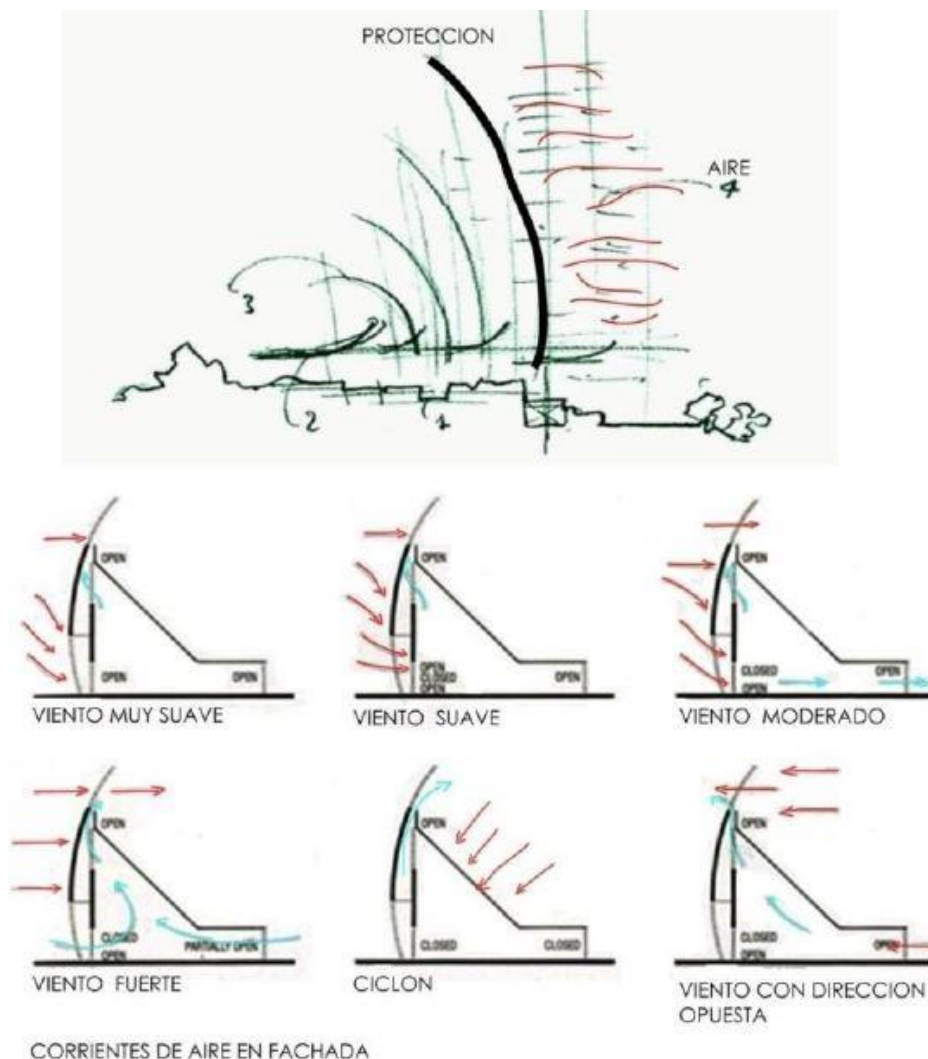 PROTECCION
AIRE
4
3
2
1
OPEN
OPEN
OPEN
VIENTO MUY SUAVE
OPEN
OPEN
CLOSED
OPEN
OPEN
VIENTO SUAVE
OPEN
CLOSED
OPEN
OPEN
VIENTO MODERADO
OPEN
CLOSED
OPEN
PARTIALLY OPEN
VIENTO FUERTE
OPEN
CLOSED
CLOSED
CICLON
OPEN
CLOSED
OPEN
VIENTO CON DIRECCION
OPUESTA
CORRIENTES DE AIRE EN FACHADA